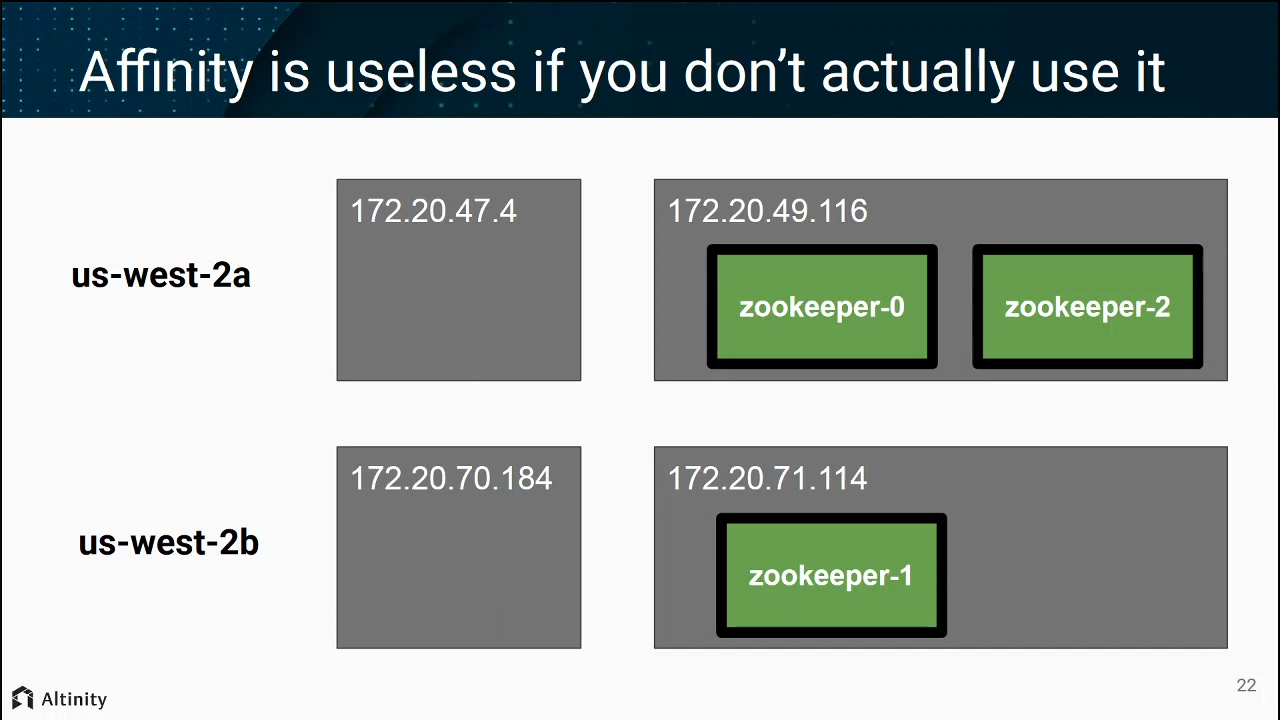 Affinity is useless if you don't actually use it
us-west-2a
172.20.47.4
172.20.49.116
zookeeper-0
zookeeper-2
us-west-2b
172.20.70.184
172.20.71.114
zookeeper-1
Altinity
22